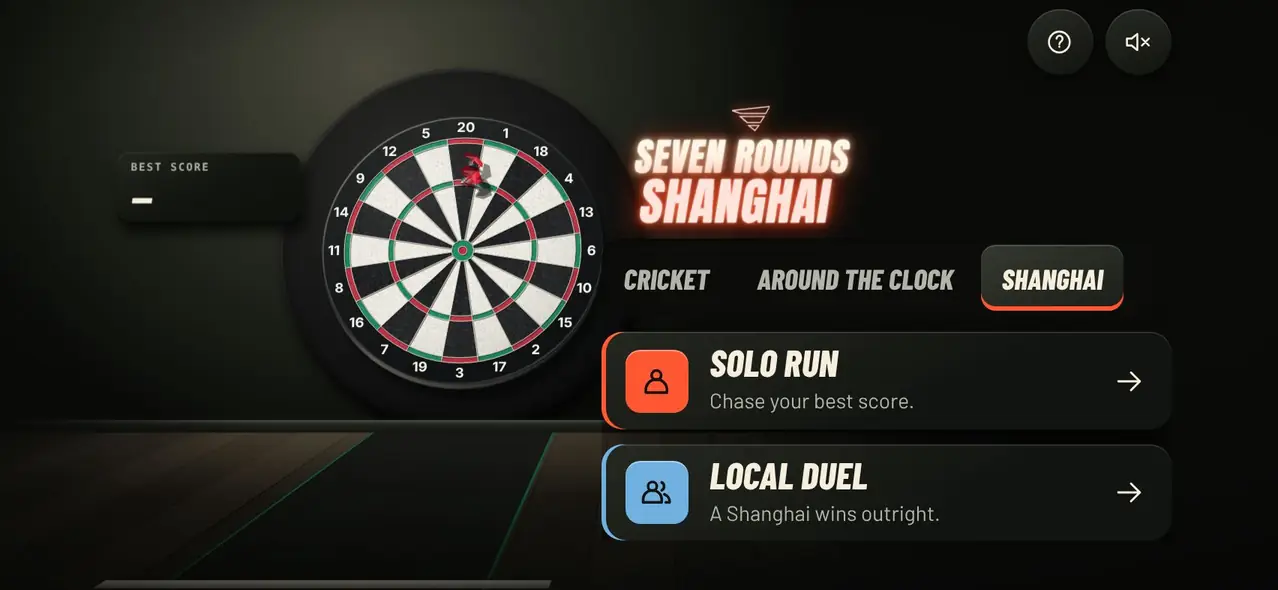 BEST SCORE
20
1
18
4
13
6
10
15
2
17
3
19
7
16
8
11
14
9
12
5
SEVEN ROUNDS
SHANGHAI
CRICKET
AROUND THE CLOCK
SHANGHAI
SOLO RUN
Chase your best score.
LOCAL DUEL
A Shanghai wins outright.